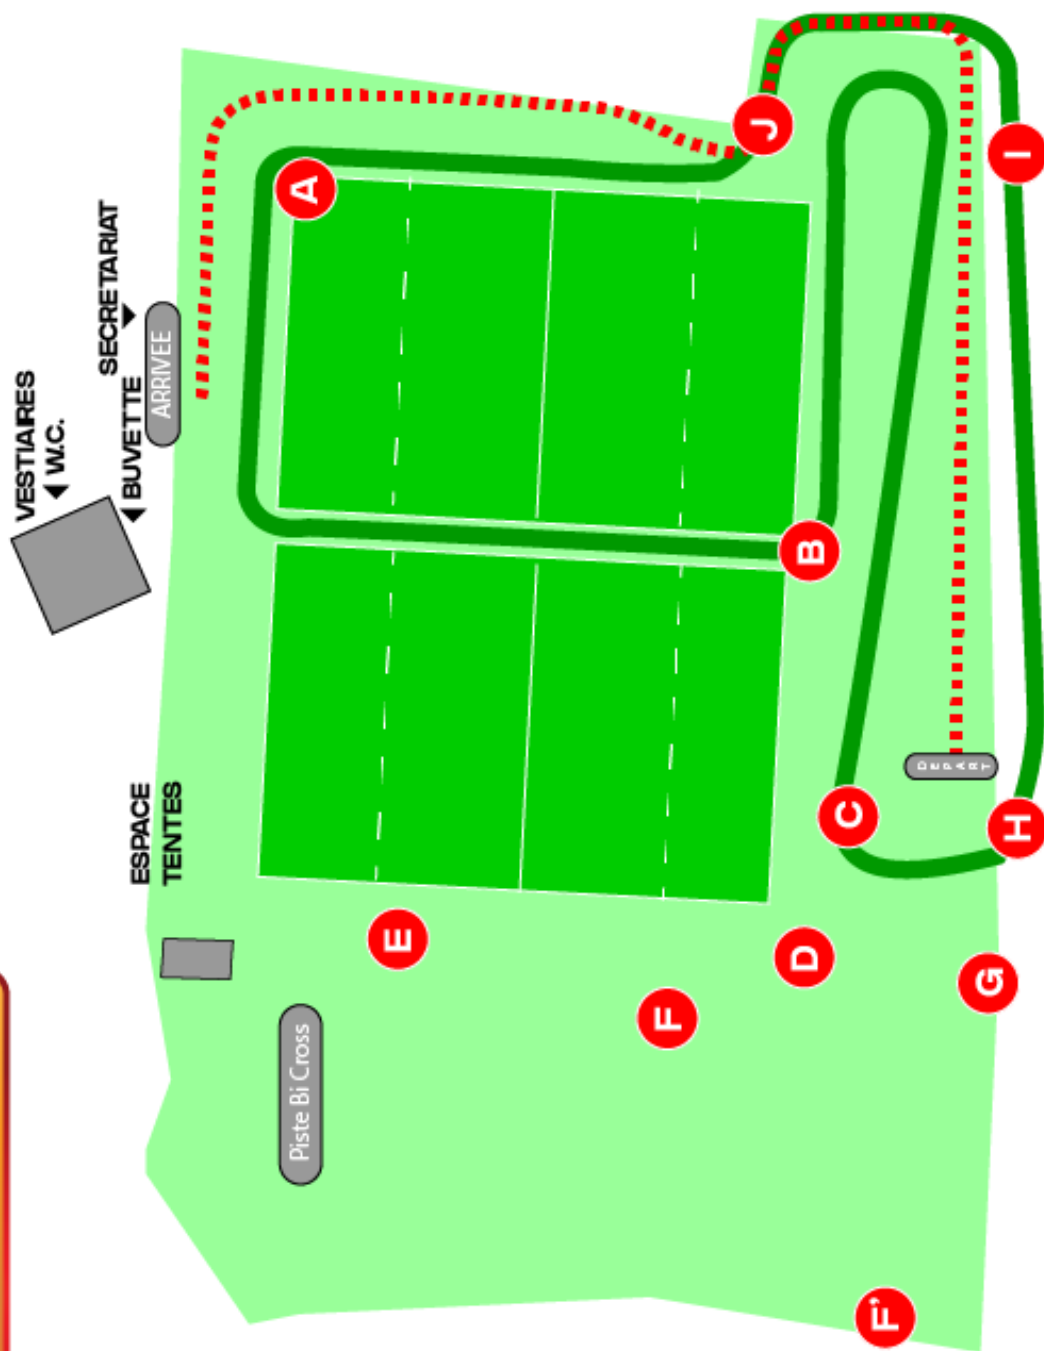 VESTIAIRES
W.C.
SECRETARIAT
BUVETTE
ARRIVEE
ESPACE
TENTES
Piste Bi Cross
A
E
F
J
D
B
C
F'
DEPART
G
H
I